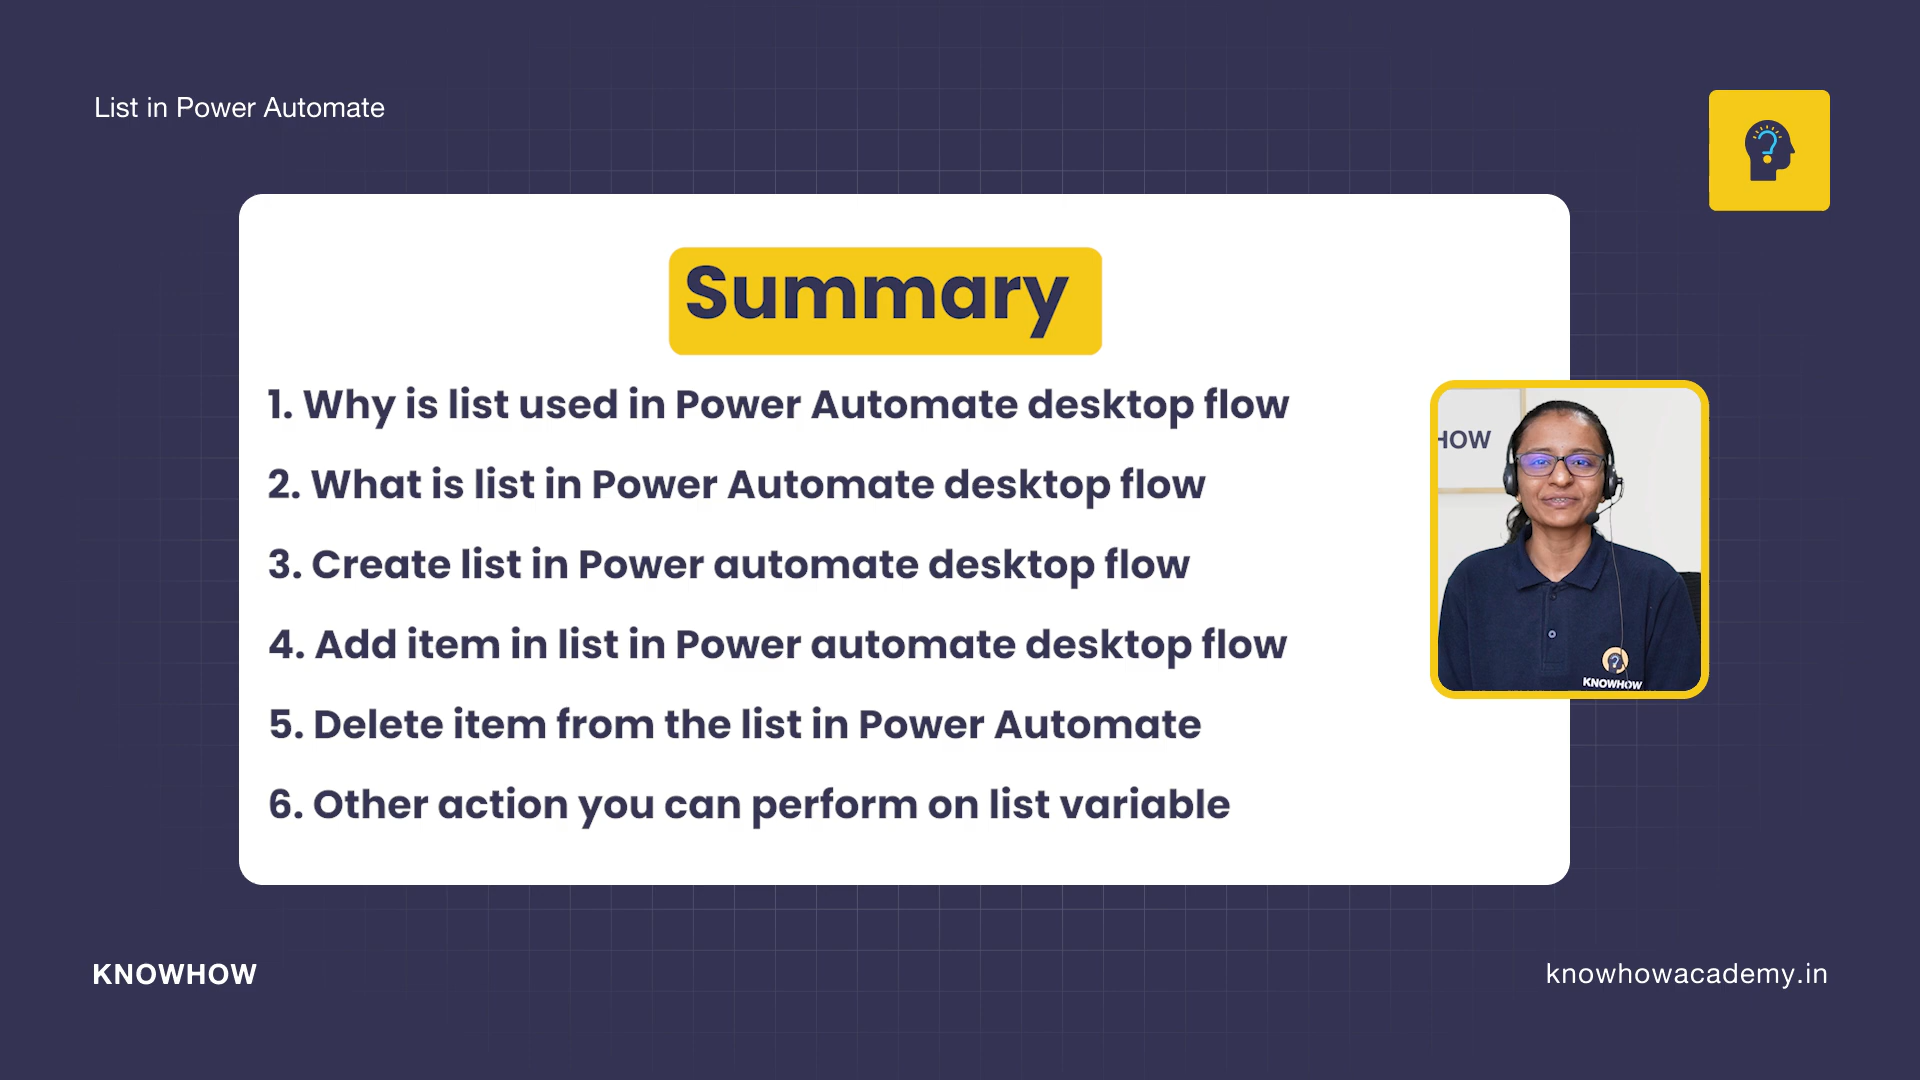 List in Power Automate
Summary
1. Why is list used in Power Automate desktop flow
2. What is list in Power Automate desktop flow
3. Create list in Power automate desktop flow
4. Add item in list in Power automate desktop flow
5. Delete item from the list in Power Automate
6. Other action you can perform on list variable
HOW
KNOWHOW
KNOWHOW
knowhowacademy.in